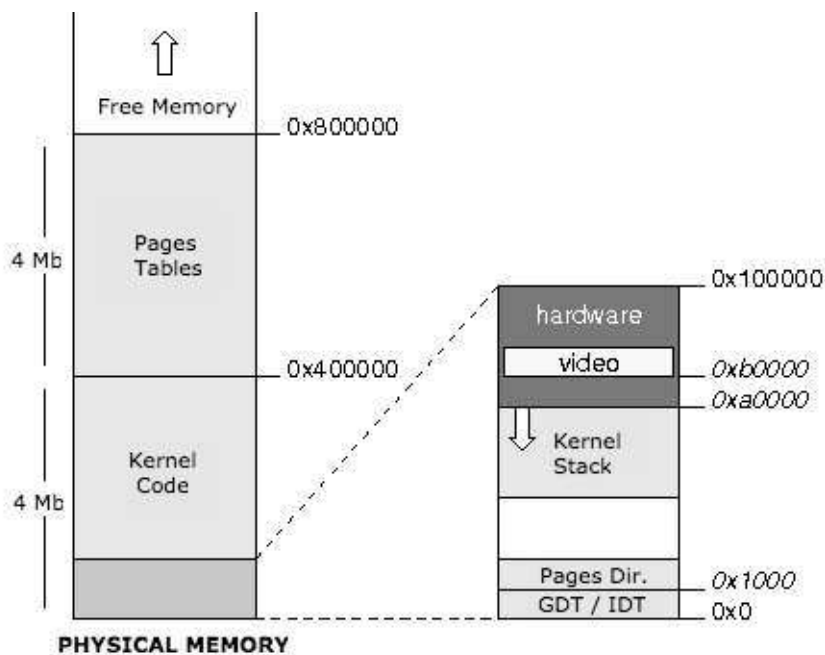 Free Memory
0x800000
4 Mb
Pages
Tables
0x400000
4 Mb
Kernel
Code
PHYSICAL MEMORY
0x100000
hardware
video
0xb0000
0xa0000
Kernel
Stack
Pages Dir.
0x1000
GDT / IDT
0x0